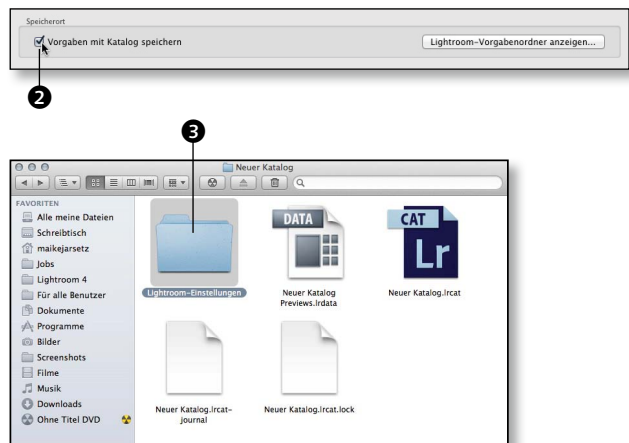 Speicherort
Vorgaben mit Katalog speichern
Lightroom-Vorgabenordner anzeigen...
2
3
Neuer Katalog
FAVORITEN
Alle meine Dateien
Schreibtisch
maikejarsetz
Jobs
Lightroom 4
Für alle Benutzer
Dokumente
Programme
Bilder
Screenshots
Filme
Musik
Downloads
Ohne Titel DVD
Lightroom-Einstellungen
DATA
Neuer Katalog
Previews.lrdata
CAT
Lr
Neuer Katalog.lrcat
Neuer Katalog.lrcat-
journal
Neuer Katalog.lrcat.lock